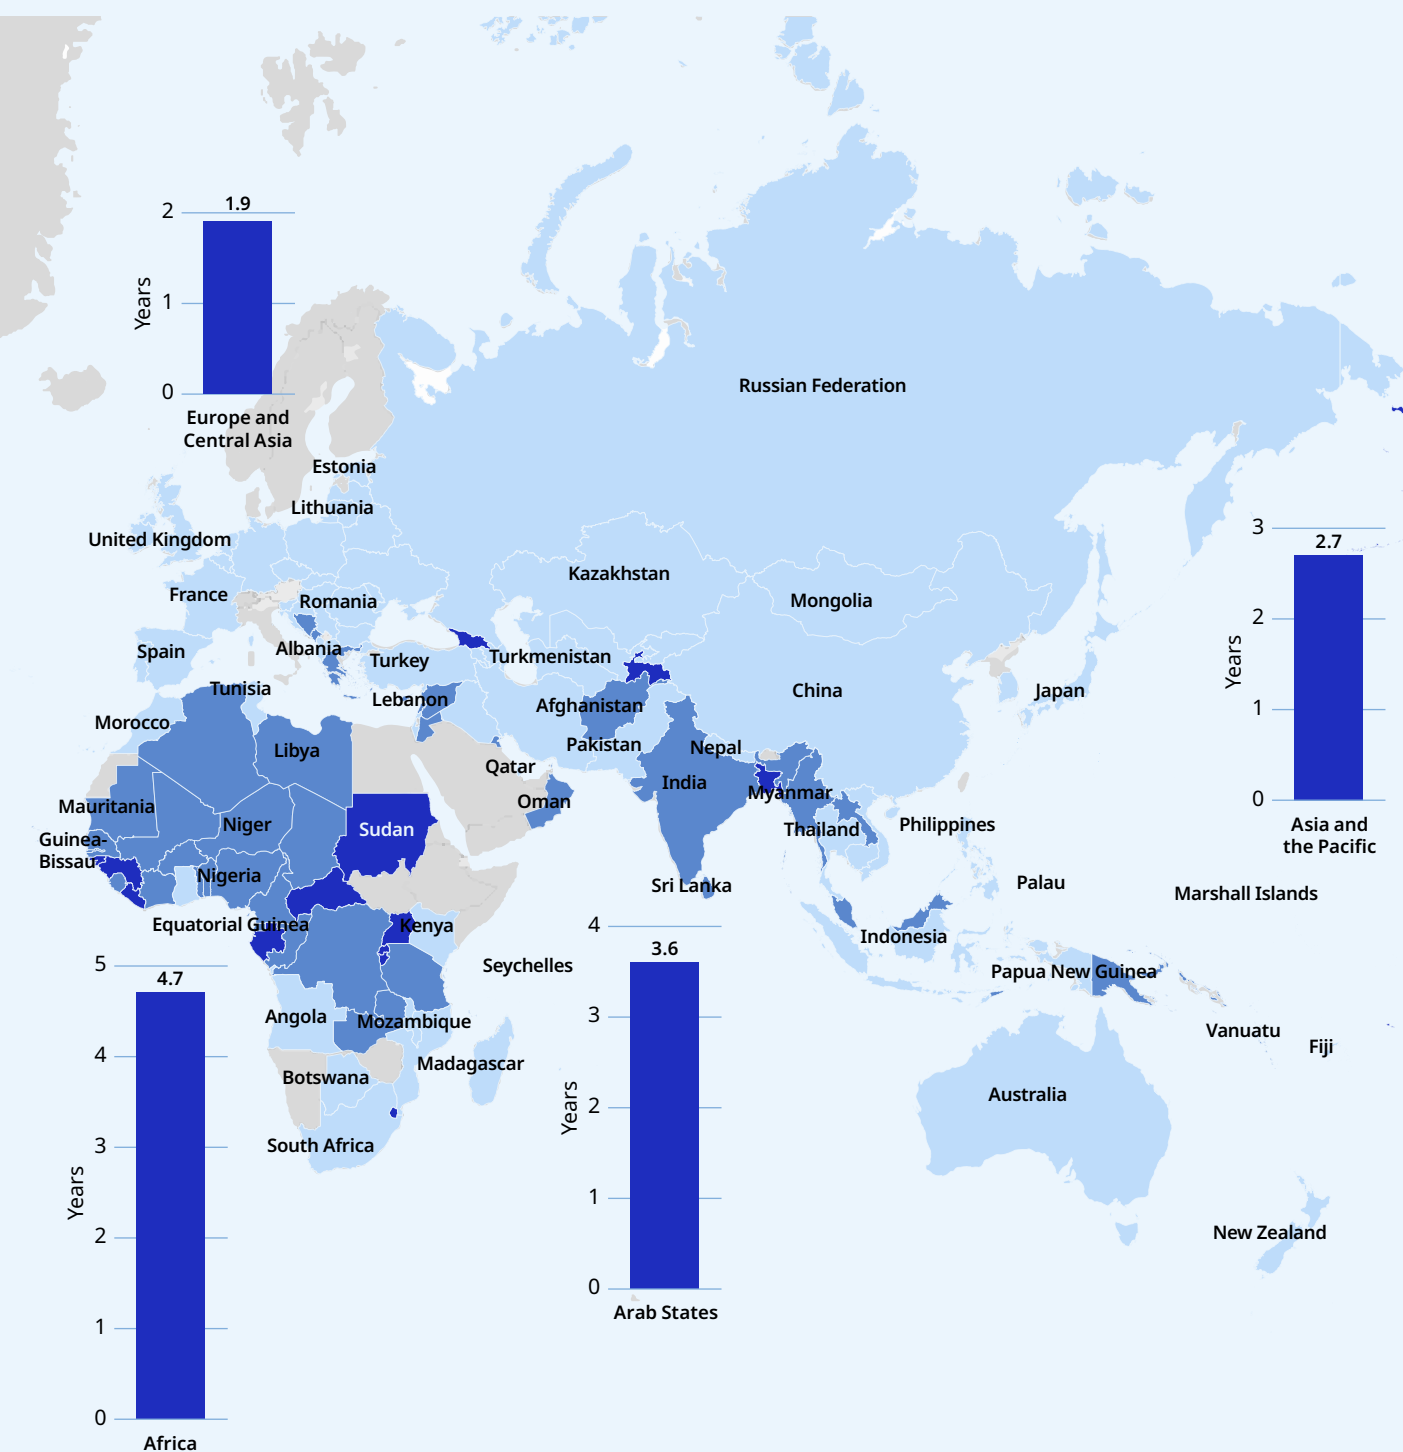 2
1.9
Years
1
0
Europe and
Central Asia
Russian Federation
Estonia
Lithuania
United Kingdom
3
2.7
Years
2
1
0
Asia and
the Pacific
Kazakhstan
France
Romania
Mongolia
Spain
Albania
Turkey
Turkmenistan
Tunisia
Lebanon
Afghanistan
China
Japan
Morocco
Libya
Pakistan
Nepal
Qatar
India
Mauritania
Oman
Myanmar
Niger
Sudan
Thailand
Philippines
Guinea-
Bissau
Nigeria
Sri Lanka
Palau
Marshall Islands
Equatorial Guinea
Kenya
Indonesia
Seychelles
Papua New Guinea
Angola
Mozambique
Vanuatu
Fiji
Botswana
Madagascar
Australia
South Africa
New Zealand
5
4.7
4
3
Years
2
1
0
Africa
4
3.6
3
2
Years
1
0
Arab States